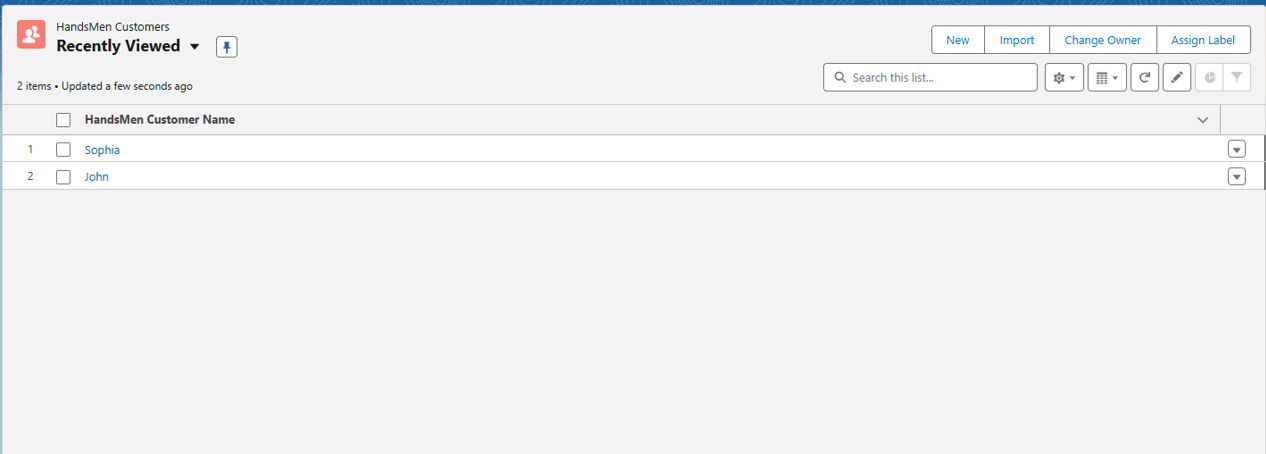 HandsMen Customers
Recently Viewed
New Import Change Owner Assign Label
2 items • Updated a few seconds ago
Search this list...
HandsMen Customer Name
1 Sophia
2 John